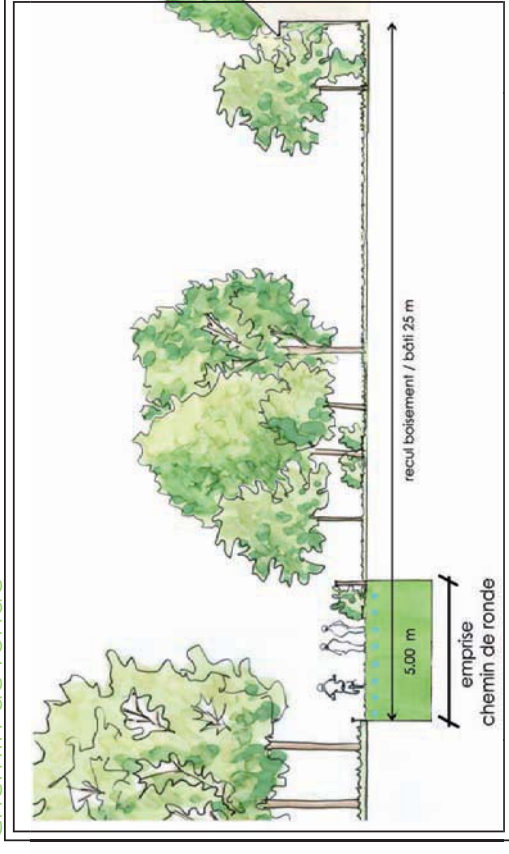 recul boisement / bâti 25 m
5.00 m
emprise
chemin de ronde